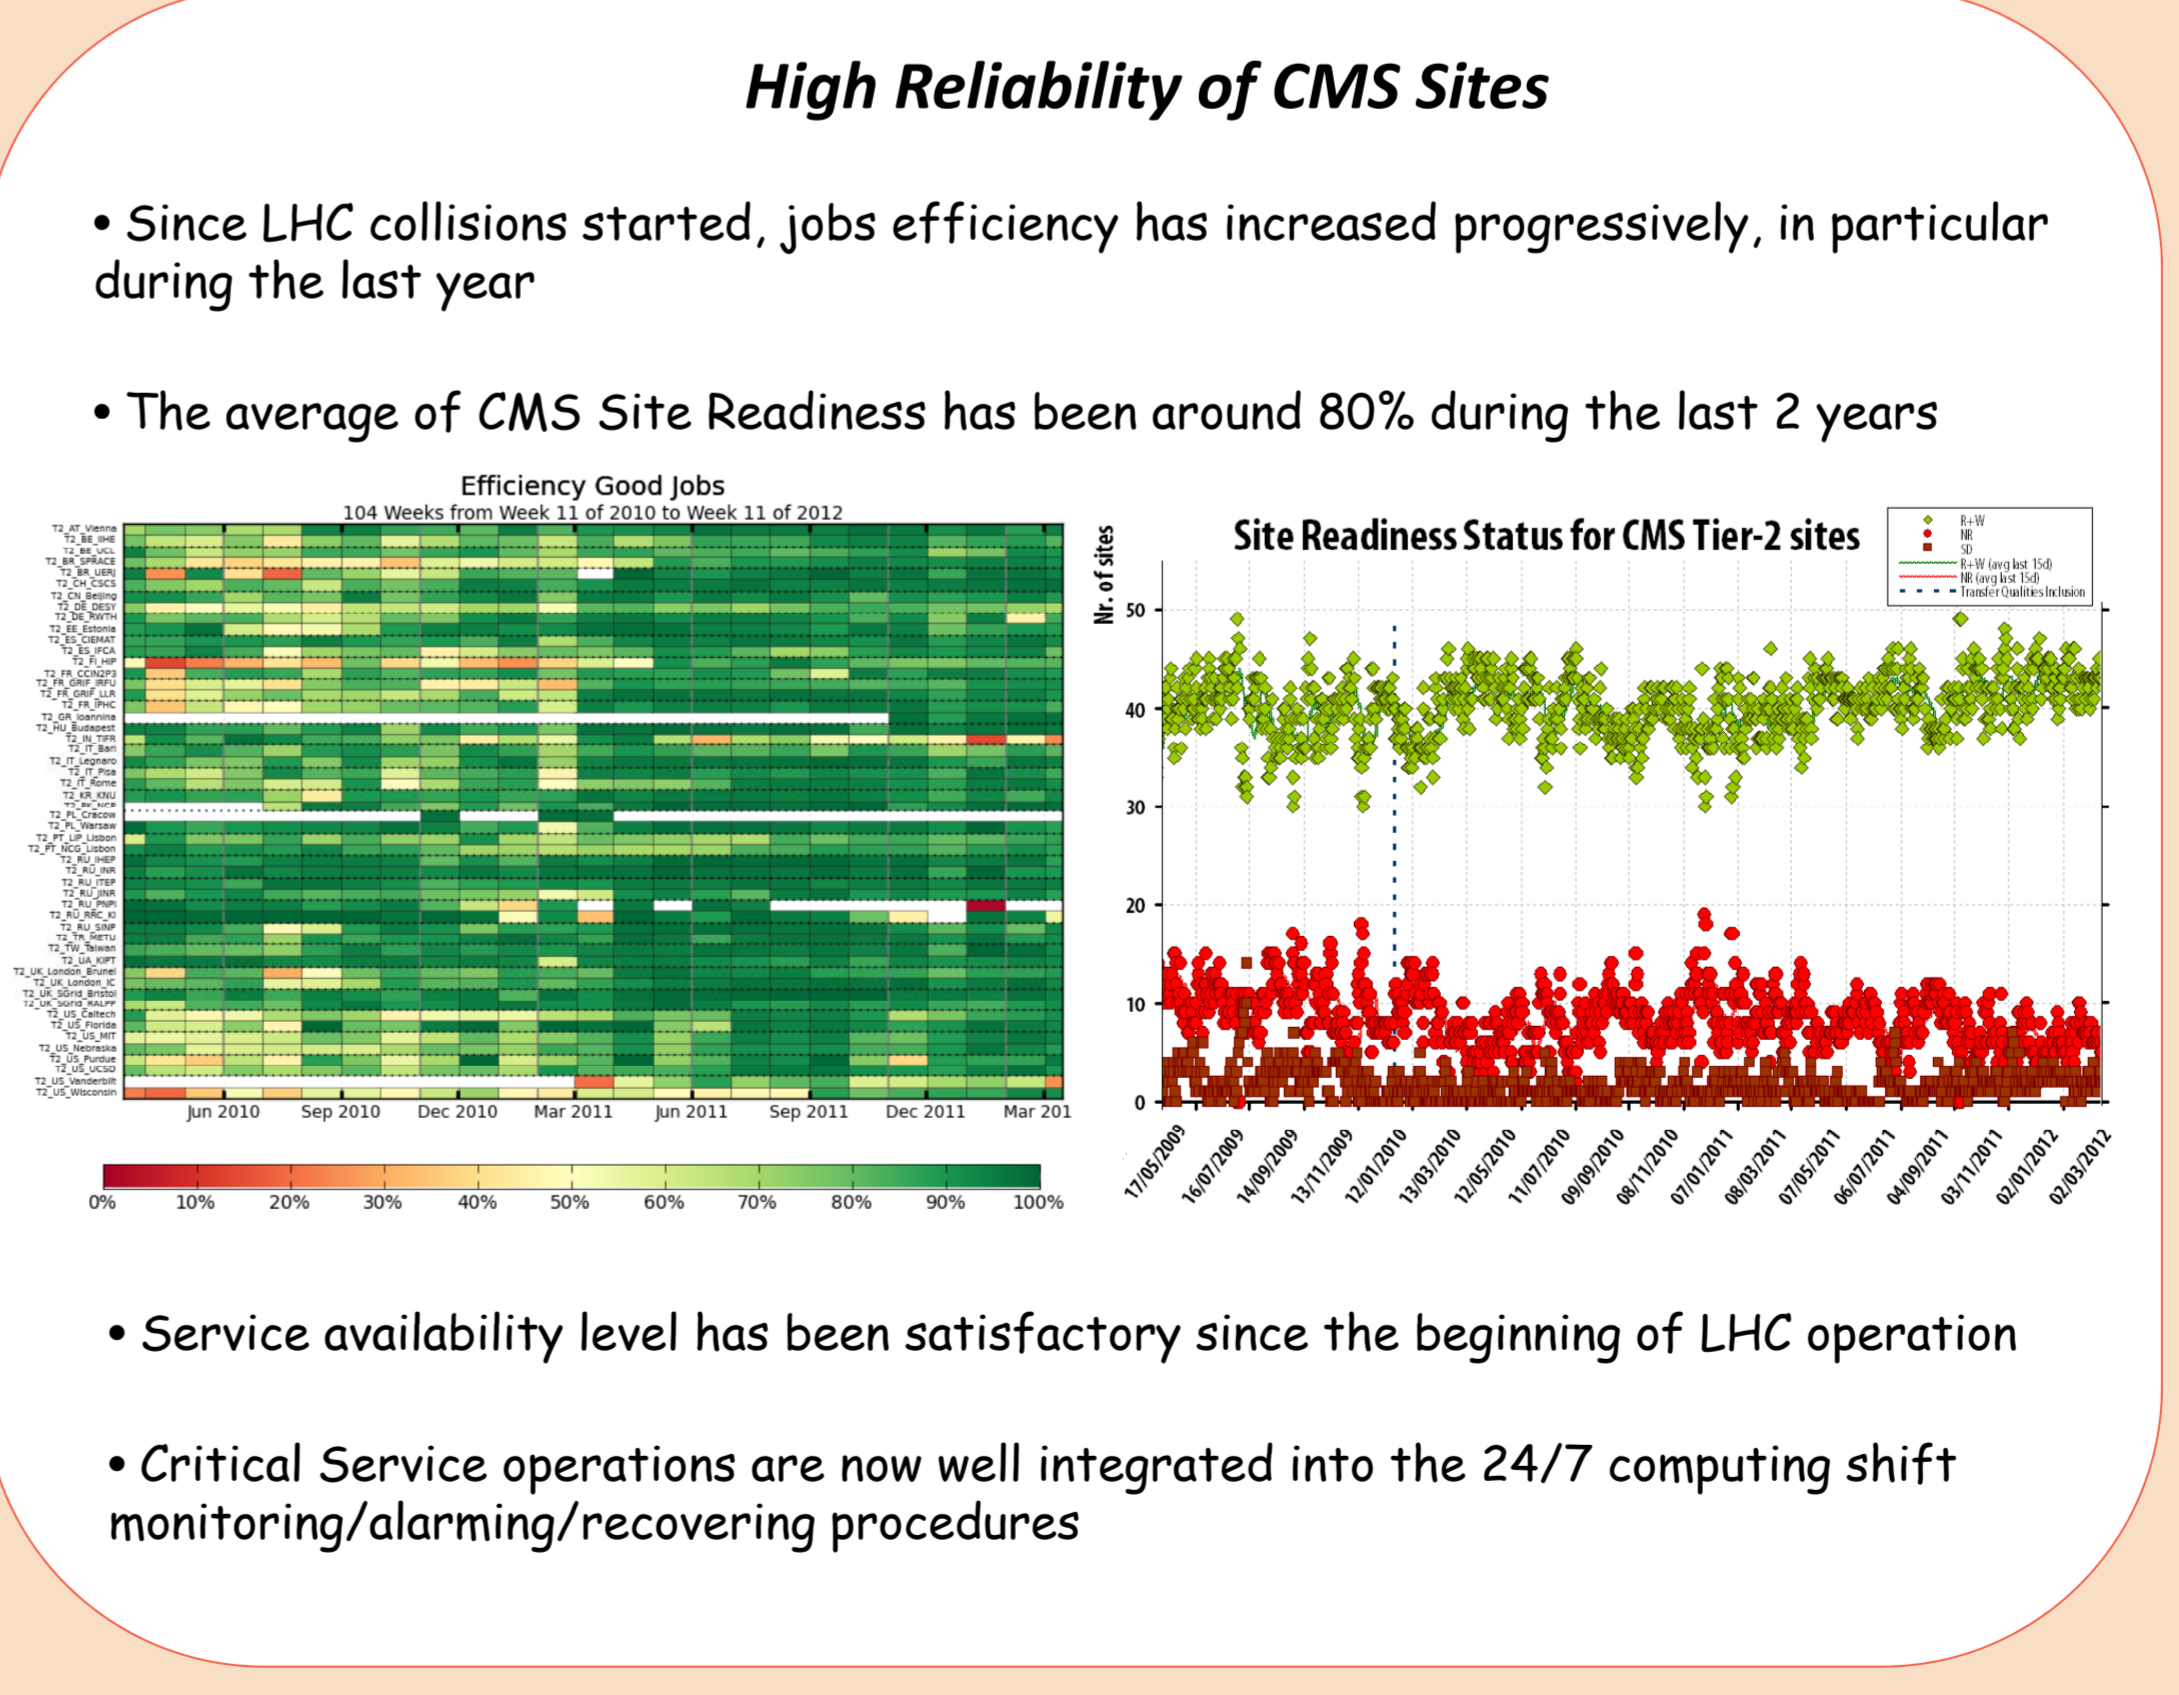 High Reliability of CMS Sites
• Since LHC collisions started, jobs efficiency has increased progressively, in particular
during the last year
• The average of CMS Site Readiness has been around 80% during the last 2 years
Efficiency Good Jobs
104 Weeks from Week 11 of 2010 to Week 11 of 2012
T2_AT_Vienna
T2_BE_IIHE
T2_BE_UCL
T2_BR_SPRACE
T2_BR_UERJ
T2_CH_CSCS
T2_CN_Beijing
T2_DE_DESY
T2_DE_RWTH
T2_EE_Estonia
T2_ES_CIEMAT
T2_ES_IFCA
T2_FI_HIP
T2_FR_CCIN2P3
T2_FR_GRIF_IRFU
T2_FR_GRIF_LLR
T2_FR_IPHC
T2_GR_Ioannina
T2_HU_Budapest
T2_IN_TIFR
T2_IT_Bari
T2_IT_Legnaro
T2_IT_Pisa
T2_IT_Rome
T2_KR_KNU
T2_PK_NCP
T2_PL_Cracow
T2_PL_Warsaw
T2_PT_LIP_Lisbon
T2_PT_NCG_Lisbon
T2_RU_IHEP
T2_RU_INR
T2_RU_ITEP
T2_RU_JINR
T2_RU_PNPI
T2_RU_RRC_KI
T2_RU_SINP
T2_TR_METU
T2_TW_Taiwan
T2_UA_KIPT
T2_UK_London_Brunel
T2_UK_London_IC
T2_UK_SGrid_Bristol
T2_UK_SGrid_RALPP
T2_US_Caltech
T2_US_Florida
T2_US_MIT
T2_US_Nebraska
T2_US_Purdue
T2_US_UCSD
T2_US_Vanderbilt
T2_US_Wisconsin
Jun 2010 Sep 2010 Dec 2010 Mar 2011 Jun 2011 Sep 2011 Dec 2011 Mar 201
0% 10% 20% 30% 40% 50% 60% 70% 80% 90% 100%
Site Readiness Status for CMS Tier-2 sites
R+W
NR
SD
R+W (avg last 15d)
NR (avg last 15d)
Transfer Qualities Inclusion
Nr. of sites
50
40
30
20
10
0
17/05/2009 16/07/2009 14/09/2009 13/11/2009 12/01/2010 13/03/2010 12/05/2010 11/07/2010 09/09/2010 08/11/2010 07/01/2011 08/03/2011 07/05/2011 06/07/2011 04/09/2011 03/11/2011 02/01/2012 02/03/2012
• Service availability level has been satisfactory since the beginning of LHC operation
• Critical Service operations are now well integrated into the 24/7 computing shift
monitoring/alarming/recovering procedures